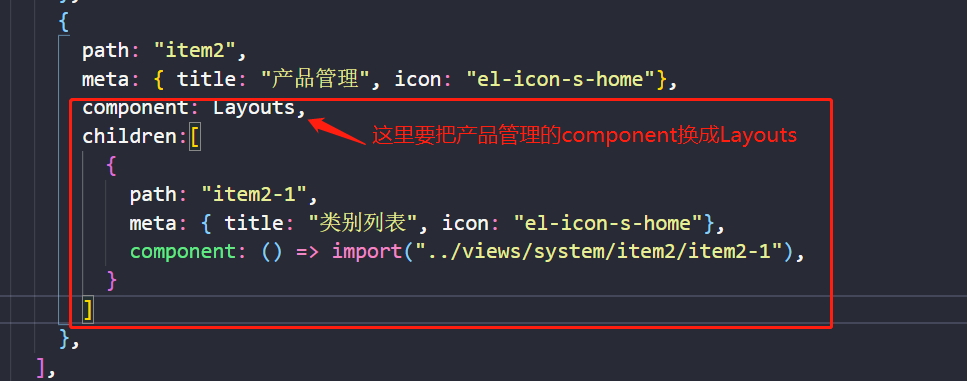 },
{
path: "item2",
meta: { title: "产品管理", icon: "el-icon-s-home"},
component: Layouts,
这里要把产品管理的component换成Layouts
children:[
{
path: "item2-1",
meta: { title: "类别列表", icon: "el-icon-s-home"},
component: () => import("../views/system/item2/item2-1"),
}
]
},
],